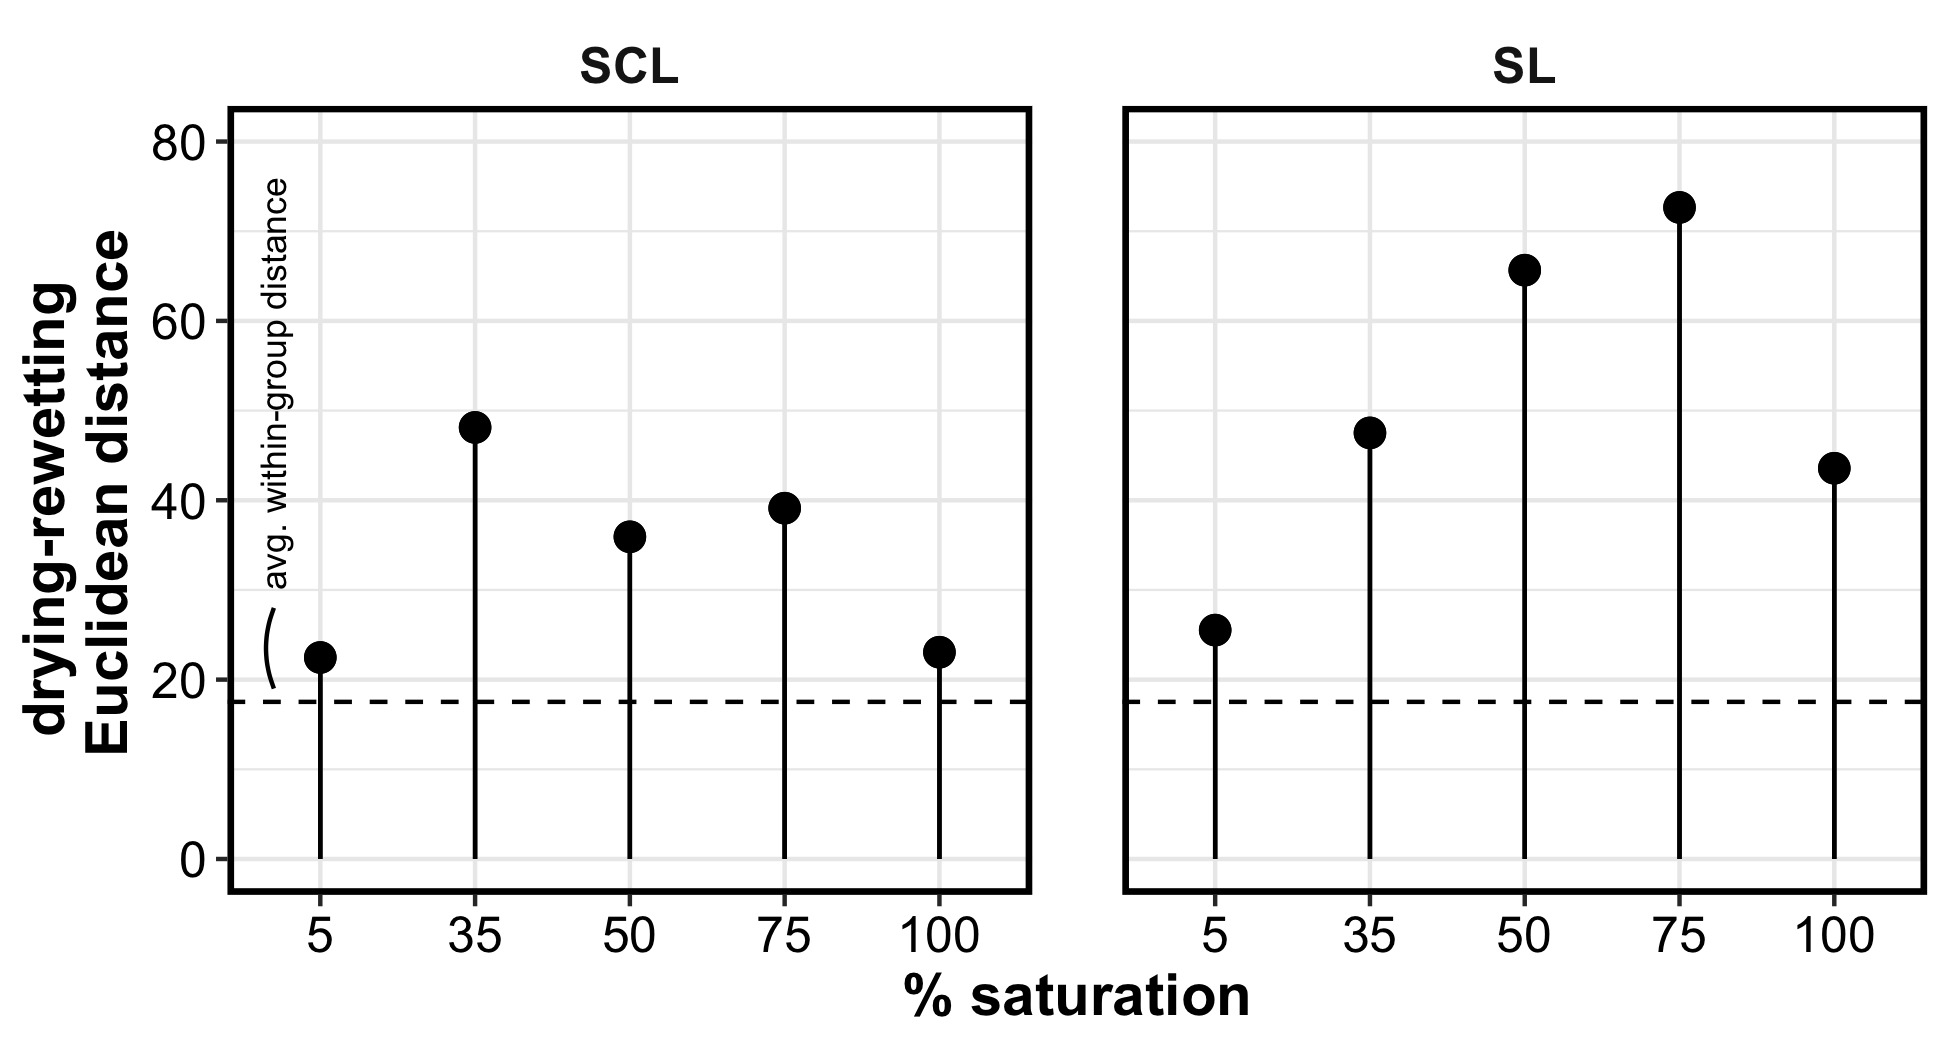 SCL
SL
drying-rewetting
Euclidean distance
80
60
40
20
0
avg. within-group distance
5 35 50 75 100
5 35 50 75 100
% saturation